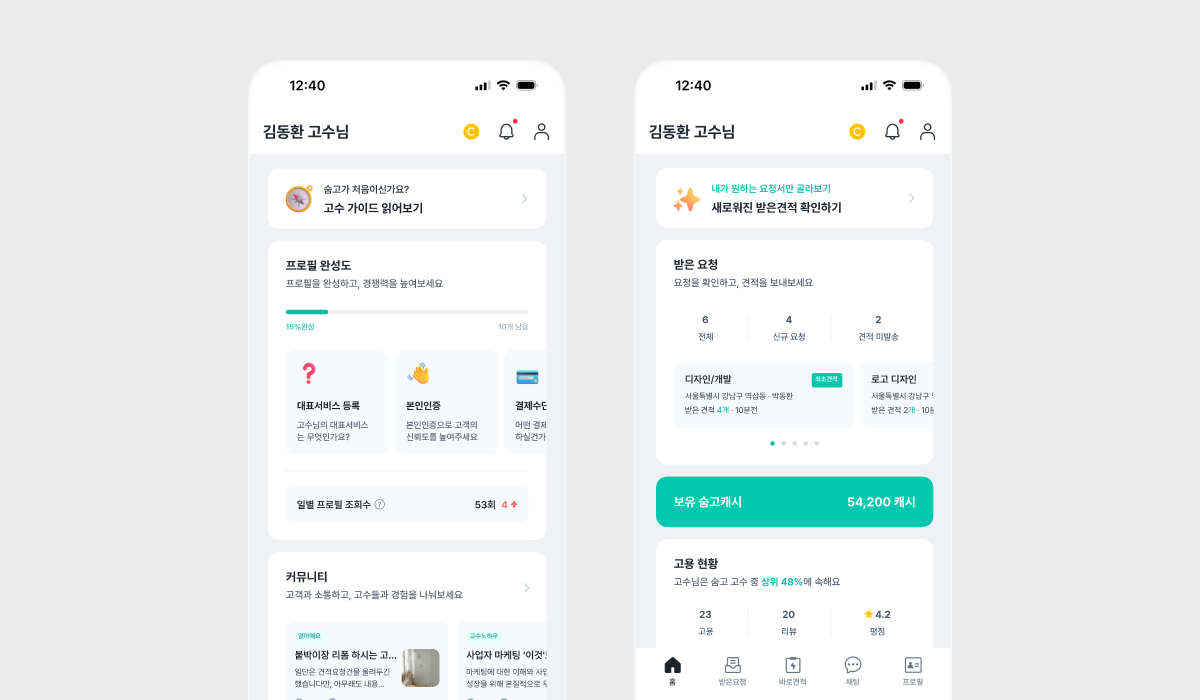 12:40
김동환 고수님
숨고가 처음이신가요?
고수 가이드 읽어보기
프로필 완성도
프로필을 완성하고, 경쟁력을 높여보세요
15%완성
10개 남음
대표서비스 등록
고수님의 대표서비스
는 무엇인가요?
본인인증
본인인증으로 고객의
신뢰도를 높여주세요
결제수단
어떤 결제
하실건가
일별 프로필 조회수 ?
53회 4
커뮤니티
고객과 소통하고, 고수들과 경험을 나눠보세요
얼마예요
붙박이장 리폼 하시는 고...
일단은 견적요청건을 올려두긴
했습니다만, 아무래도 내용...
고수노하우
사업자 마케팅 '이것'
마케팅에 대한 이해와 사업
성장을 위해 본질적으로
12:40
김동환 고수님
내가 원하는 요청서만 골라보기
새로워진 받은견적 확인하기
받은 요청
요청을 확인하고, 견적을 보내보세요
6
전체
4
신규 요청
2
견적 미발송
디자인/개발
최초견적
서울특별시 강남구 역삼동 · 박동환
받은 견적 4개 · 10분전
로고 디자인
서울특별시 강남구
받은 견적 2개 · 10
보유 숨고캐시
54,200 캐시
고용 현황
고수님은 숨고 고수 중 상위 48%에 속해요
23
고용
20
리뷰
4.2
평점
홈
받은요청
바로견적
채팅
프로필